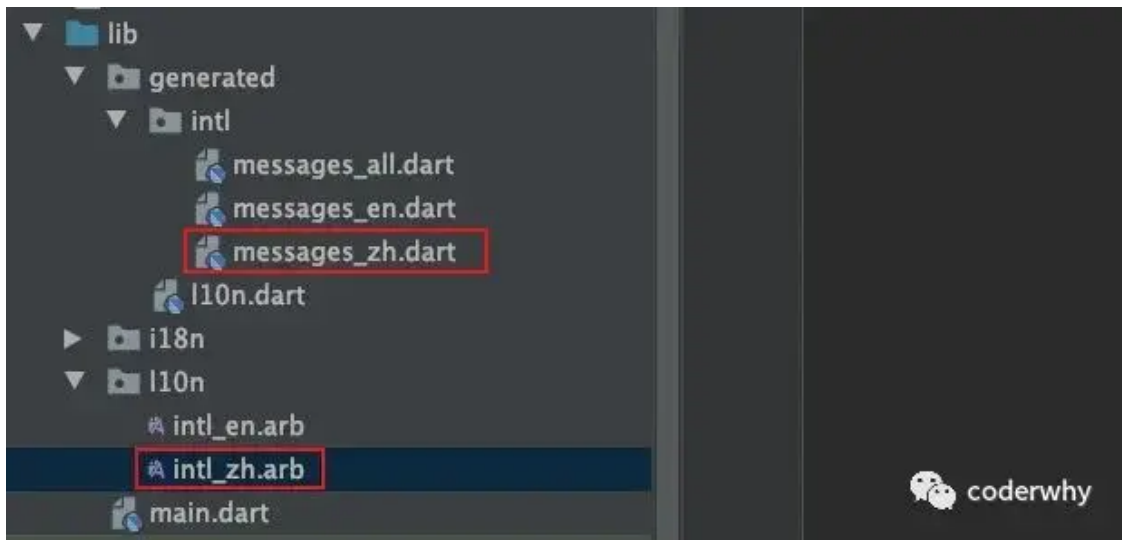 lib
generated
intl
messages_all.dart
messages_en.dart
messages_zh.dart
l10n.dart
i18n
l10n
intl_en.arb
intl_zh.arb
main.dart
coderwhy